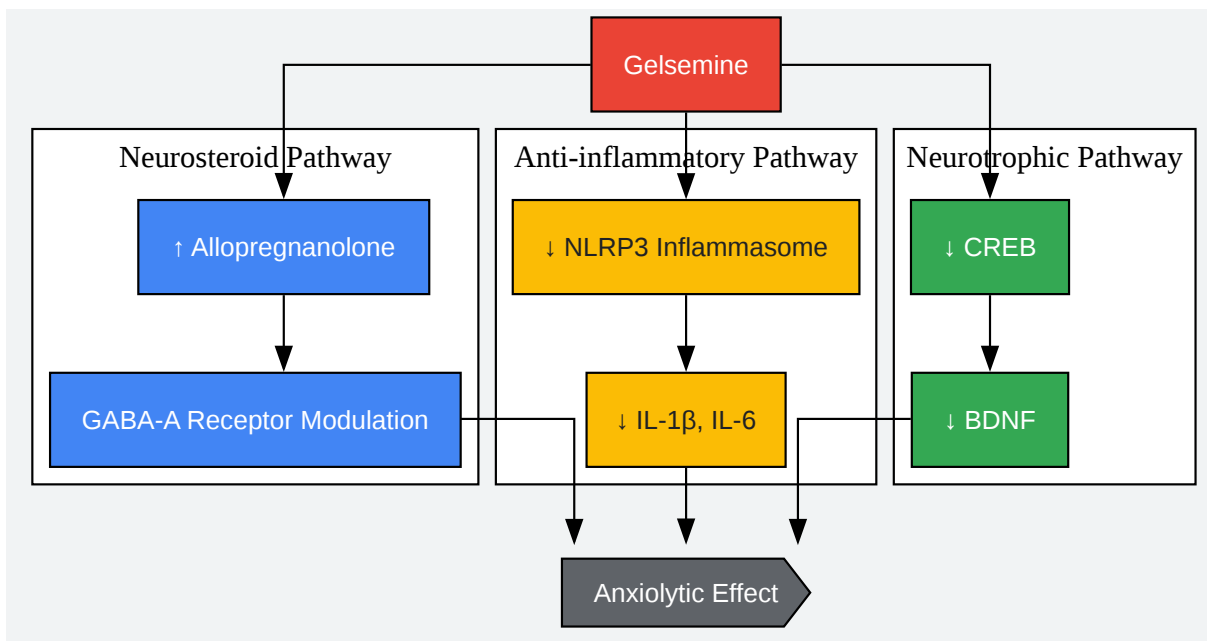 Gelsemine
Neurosteroid Pathway
Anti-inflammatory Pathway
Neurotrophic Pathway
↑ Allopregnanolone
↓ NLRP3 Inflammasome
↓ CREB
GABA-A Receptor Modulation
↓ IL-1β, IL-6
↓ BDNF
Anxiolytic Effect